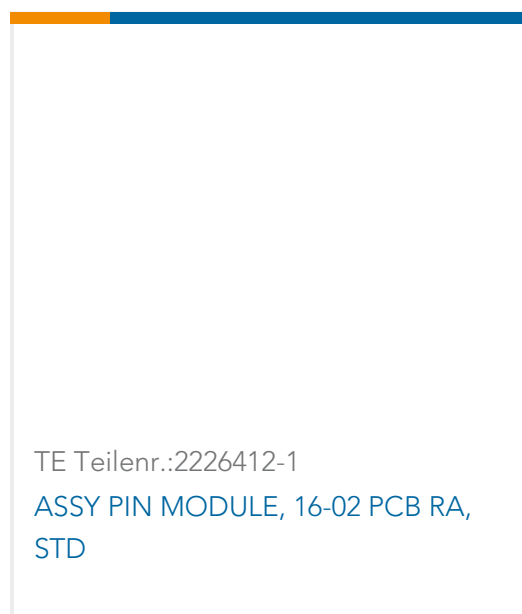 TE Teilenr.:2226412-1
ASSY PIN MODULE, 16-02 PCB RA,
STD